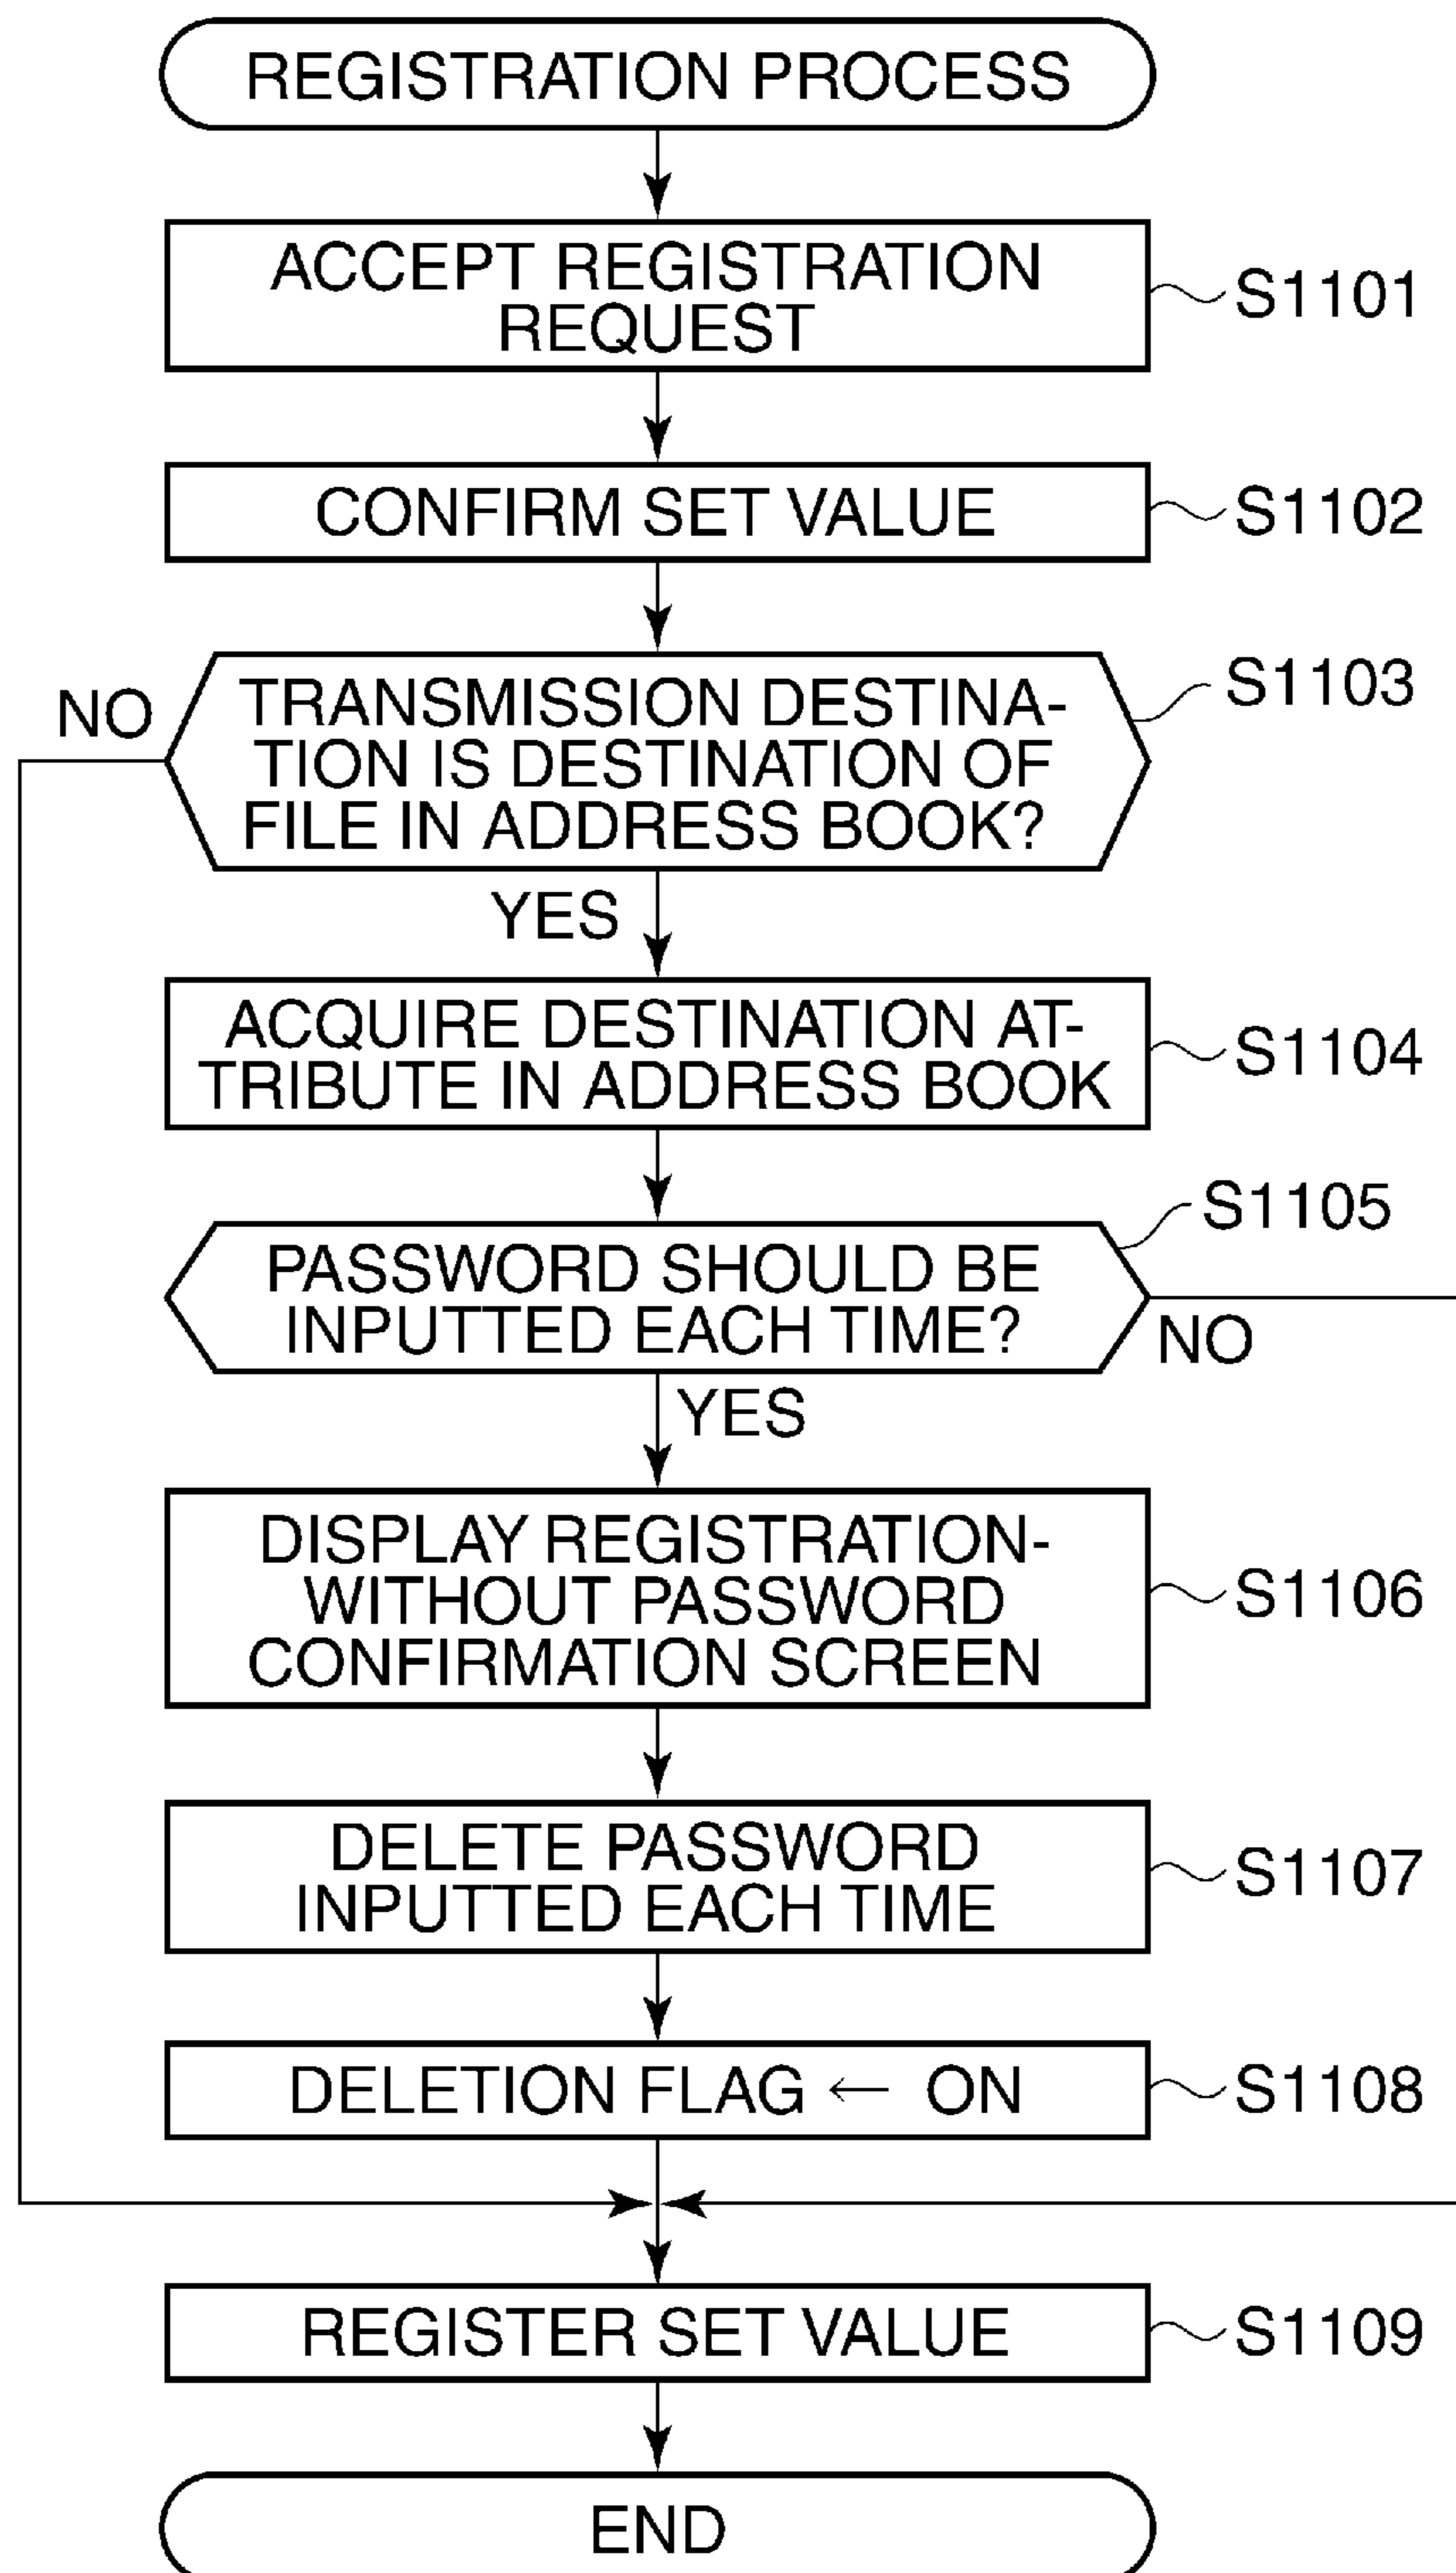 REGISTRATION PROCESS
ACCEPT REGISTRATION
REQUEST
S1101
CONFIRM SET VALUE
S1102
NO
TRANSMISSION DESTINA-
TION IS DESTINATION OF
FILE IN ADDRESS BOOK?
S1103
YES
ACQUIRE DESTINATION AT-
TRIBUTE IN ADDRESS BOOK
S1104
PASSWORD SHOULD BE
INPUTTED EACH TIME?
S1105
NO
YES
DISPLAY REGISTRATION-
WITHOUT PASSWORD
CONFIRMATION SCREEN
S1106
DELETE PASSWORD
INPUTTED EACH TIME
S1107
DELETION FLAG ← ON
S1108
REGISTER SET VALUE
S1109
END